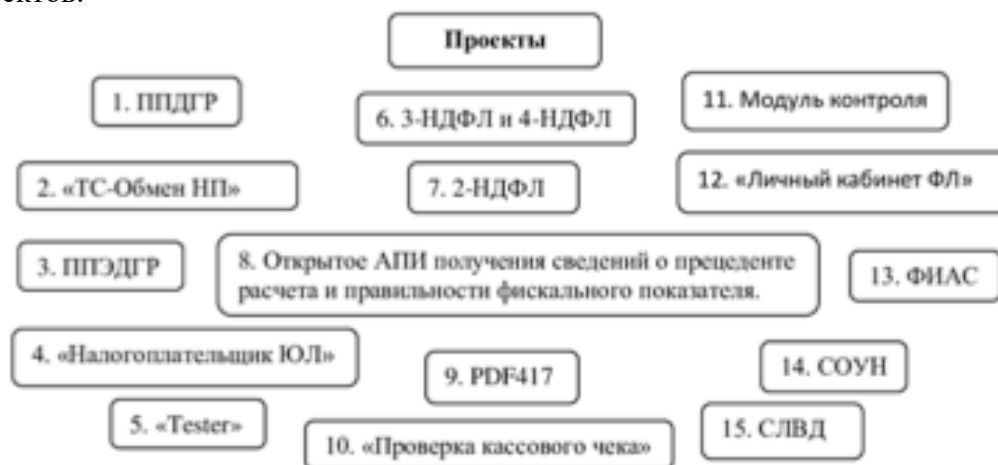 Проекты
1. ППДГР
6. 3-НДФЛ и 4-НДФЛ
11. Модуль контроля
2. «ТС-Обмен НП»
7. 2-НДФЛ
12. «Личный кабинет ФЛ»
3. ППЭДГР
8. Открытое АПИ получения сведений о прецеденте
расчета и правильности фискального показателя.
13. ФИАС
4. «Налогоплательщик ЮЛ»
9. PDF417
14. СОУН
5. «Tester»
10. «Проверка кассового чека»
15. СЛВД